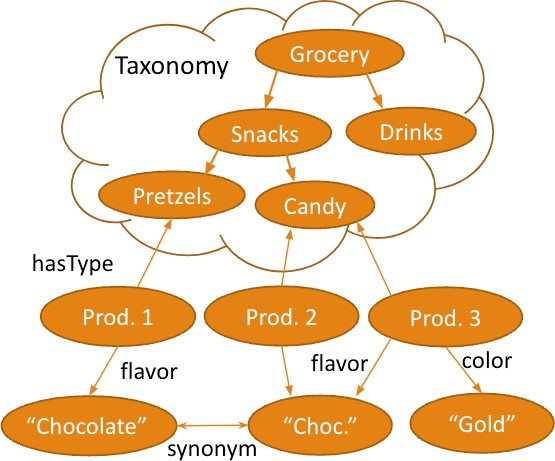 Grocery
Taxonomy
Snacks
Drinks
Pretzels
Candy
hasType
Prod. 1
Prod. 2
Prod. 3
flavor
flavor
color
“Chocolate”
“Choc.”
“Gold”
synonym